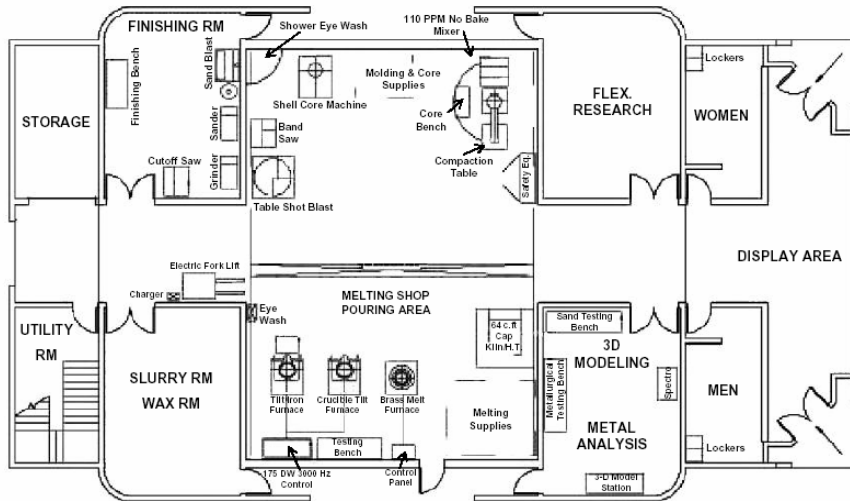 FINISHING RM
Shower Eye Wash
110 PPM No Bake
Mixer
Sand Blast
Finishing Bench
Sander
Grinder
Cutoff Saw
STORAGE
Shell Core Machine
Molding & Core
Supplies
Core
Bench
Compaction
Table
Band
Saw
Table Shot Blast
Safety Eq.
FLEX.
RESEARCH
Lockers
WOMEN
DISPLAY AREA
Electric Fork Lift
Charger
Eye
Wash
MELTING SHOP
POURING AREA
64 c.ft
Cap
Kiln/H.T.
Sand Testing
Bench
3D
MODELING
Metallurgical
Testing Bench
Spectro
METAL
ANALYSIS
3-D Model
Station
MEN
Lockers
UTILITY
RM
SLURRY RM
WAX RM
Tilt Iron
Furnace
Crucible Tilt
Furnace
Brass Melt
Furnace
Melting
Supplies
Testing
Bench
175 DW 3000 Hz
Control
Control
Panel